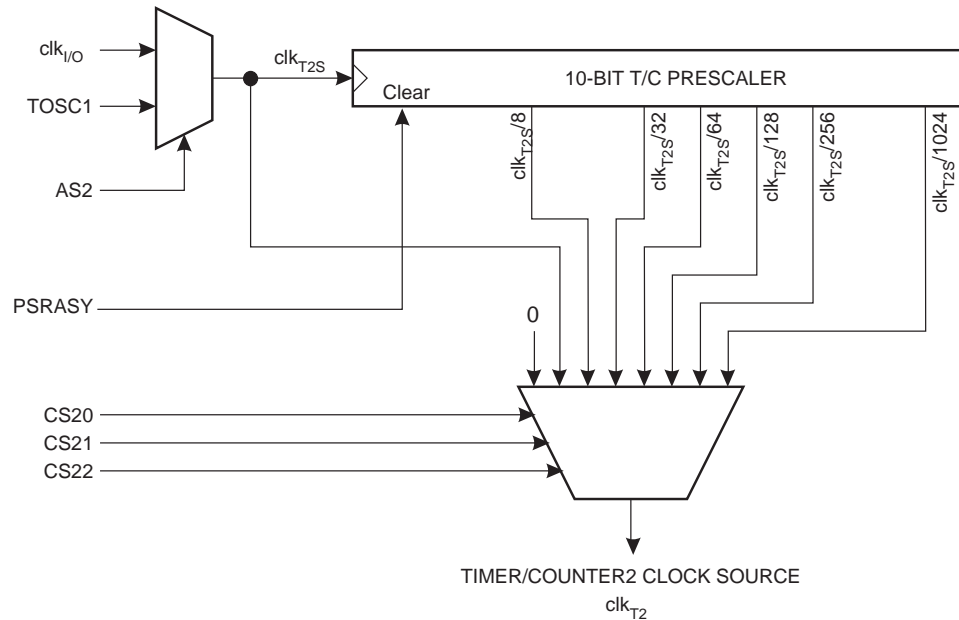 clkI/O
clkT2S
10-BIT T/C PRESCALER
TOSC1
Clear
clkT2S/8
clkT2S/32
clkT2S/64
clkT2S/128
clkT2S/256
clkT2S/1024
AS2
PSRASY
0
CS20
CS21
CS22
TIMER/COUNTER2 CLOCK SOURCE
clkT2